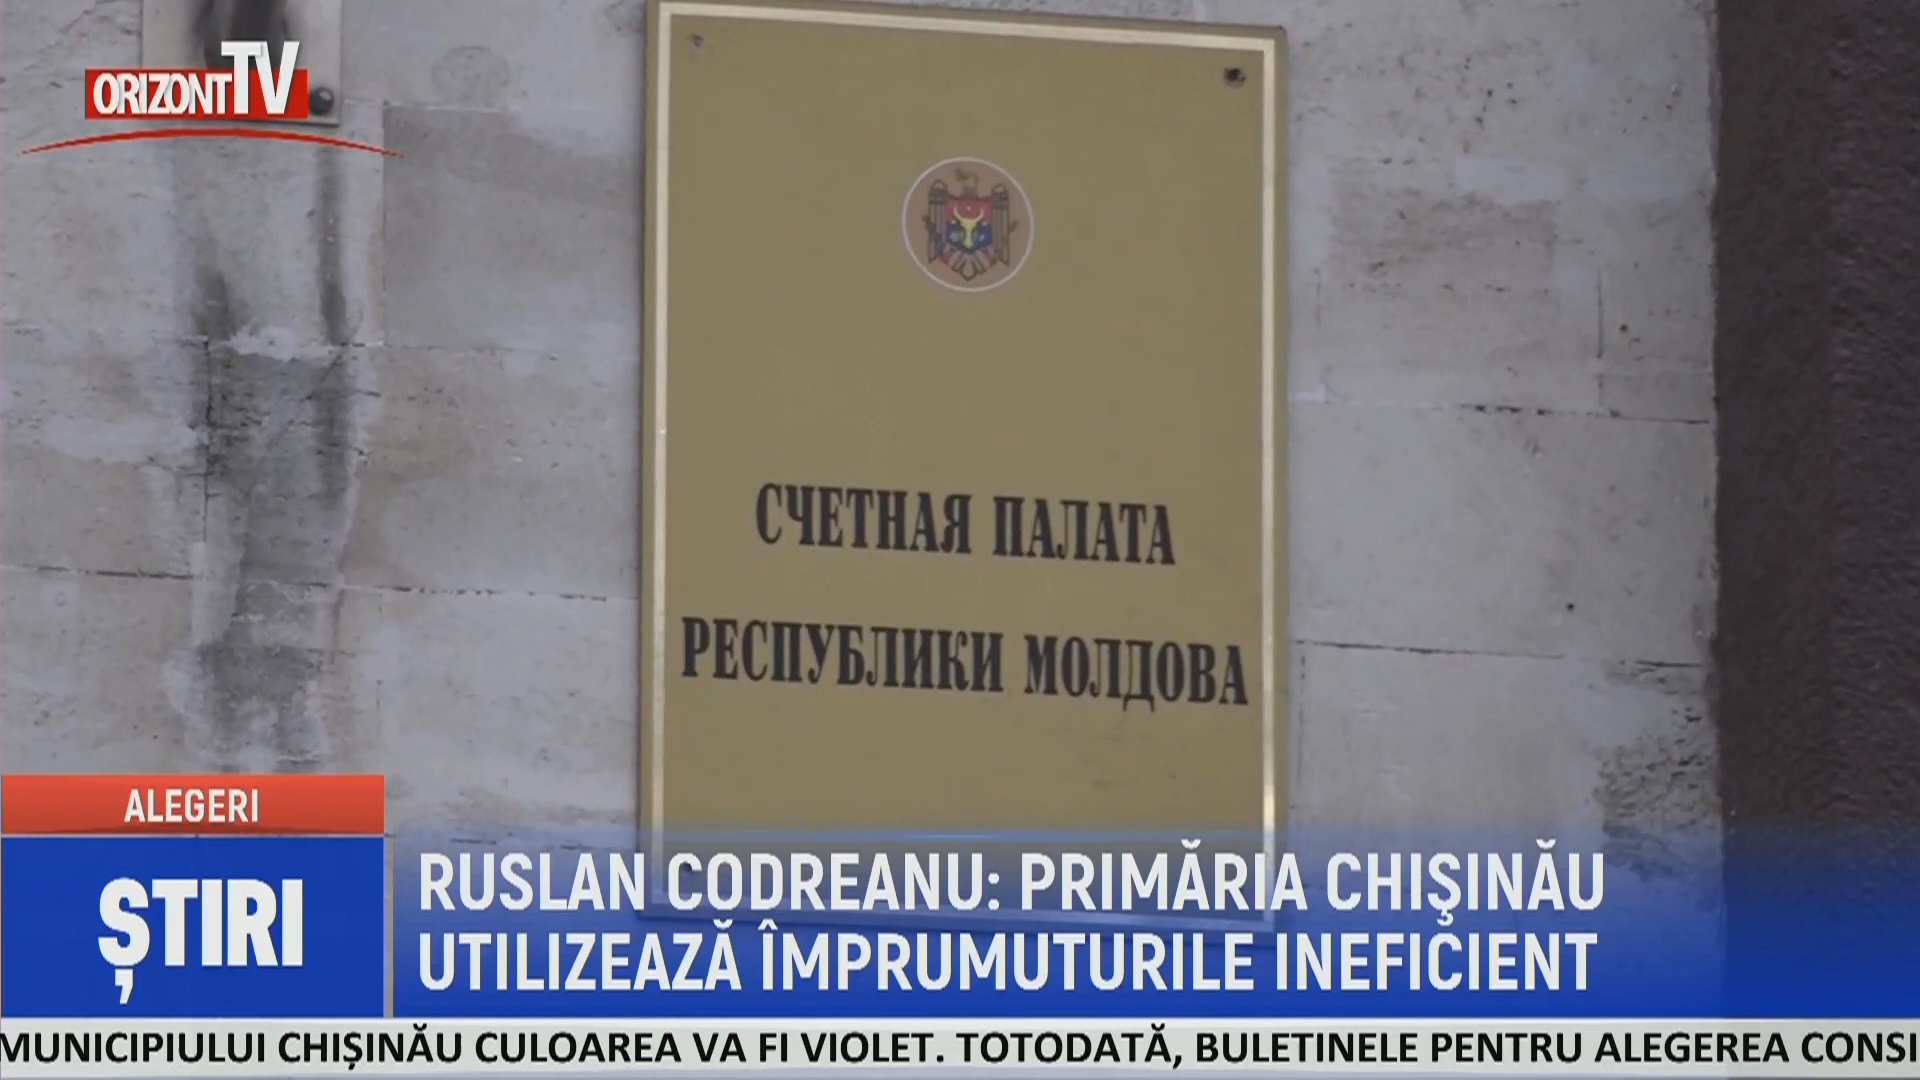 ORIZONT TV
СЧЕТНАЯ ПАЛАТА
РЕСПУБЛИКИ МОЛДОВА
ALEGERI
ȘTIRI
RUSLAN CODREANU: PRIMĂRIA CHIŞINĂU
UTILIZEAZĂ ÎMPRUMUTURILE INEFICIENT
MUNICIPIULUI CHIȘINĂU CULOAREA VA FI VIOLET. TOTODATĂ, BULETINELE PENTRU ALEGEREA CONSI